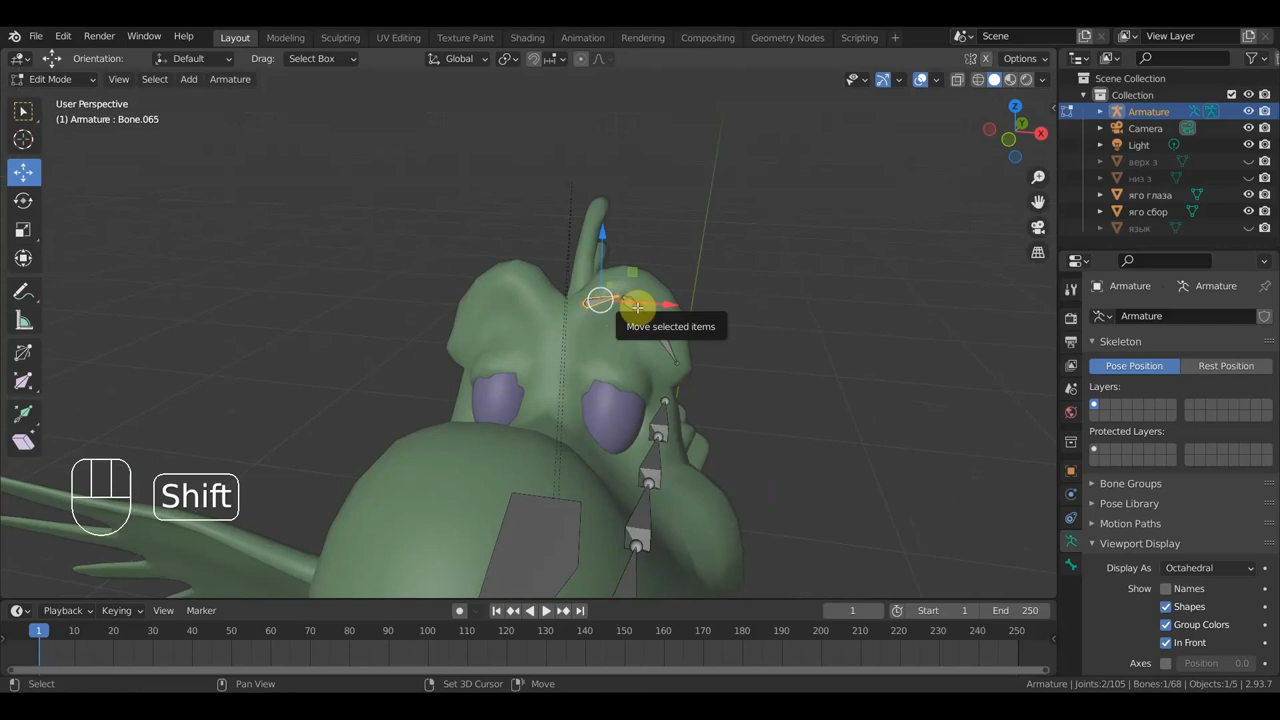 File Edit Render Window Help Layout Modeling Sculpting UV Editing Texture Paint Shading Animation Rendering Compositing Geometry Nodes Scripting + Scene View Layer
Orientation: Default Drag: Select Box Global X Options
Edit Mode View Select Add Armature
User Perspective
(1) Armature : Bone.065
Z
Y
X
Scene Collection
Collection
Armature
Camera
Light
верх з
низ з
яго глаза
яго сбор
язык
Armature Armature
Armature
Skeleton
Pose Position Rest Position
Layers:
Protected Layers:
Bone Groups
Pose Library
Motion Paths
Viewport Display
Display As Octahedral
Show Names
Shapes
Group Colors
In Front
Axes Position 0.0
Move selected items
Shift
Playback Keying View Marker 1 Start 1 End 250
1 10 20 30 40 50 60 70 80 90 100 110 120 130 140 150 160 170 180 190 200 210 220 230 240 250
Select Pan View Set 3D Cursor Move Armature | Joints:2/105 | Bones:1/68 | Objects:1/5 | 2.93.7